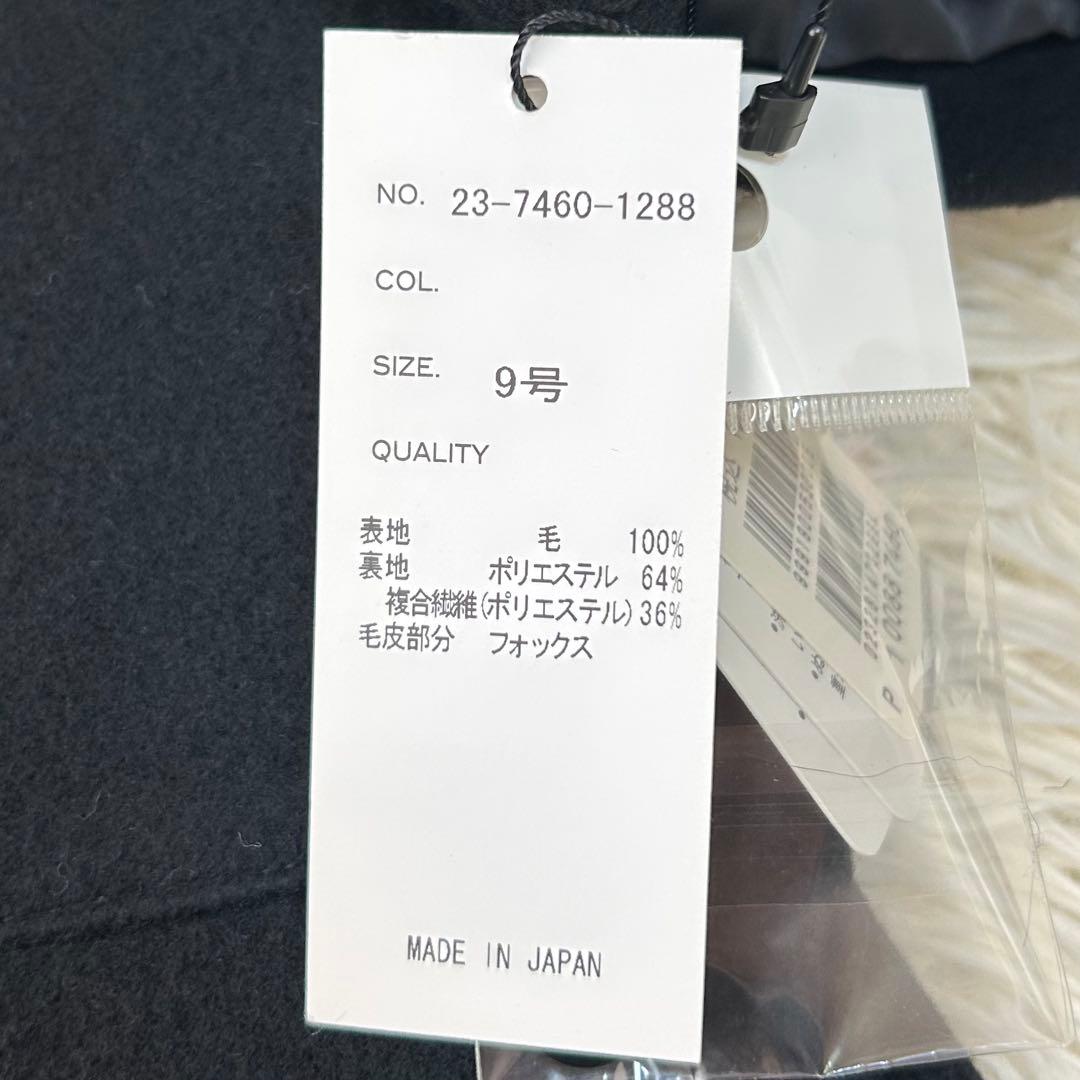 NO. 23-7460-1288
COL.
SIZE. 9号
QUALITY
表地 毛 100%
裏地 ポリエステル 64%
複合繊維(ポリエステル)36%
毛皮部分 フォックス
MADE IN JAPAN